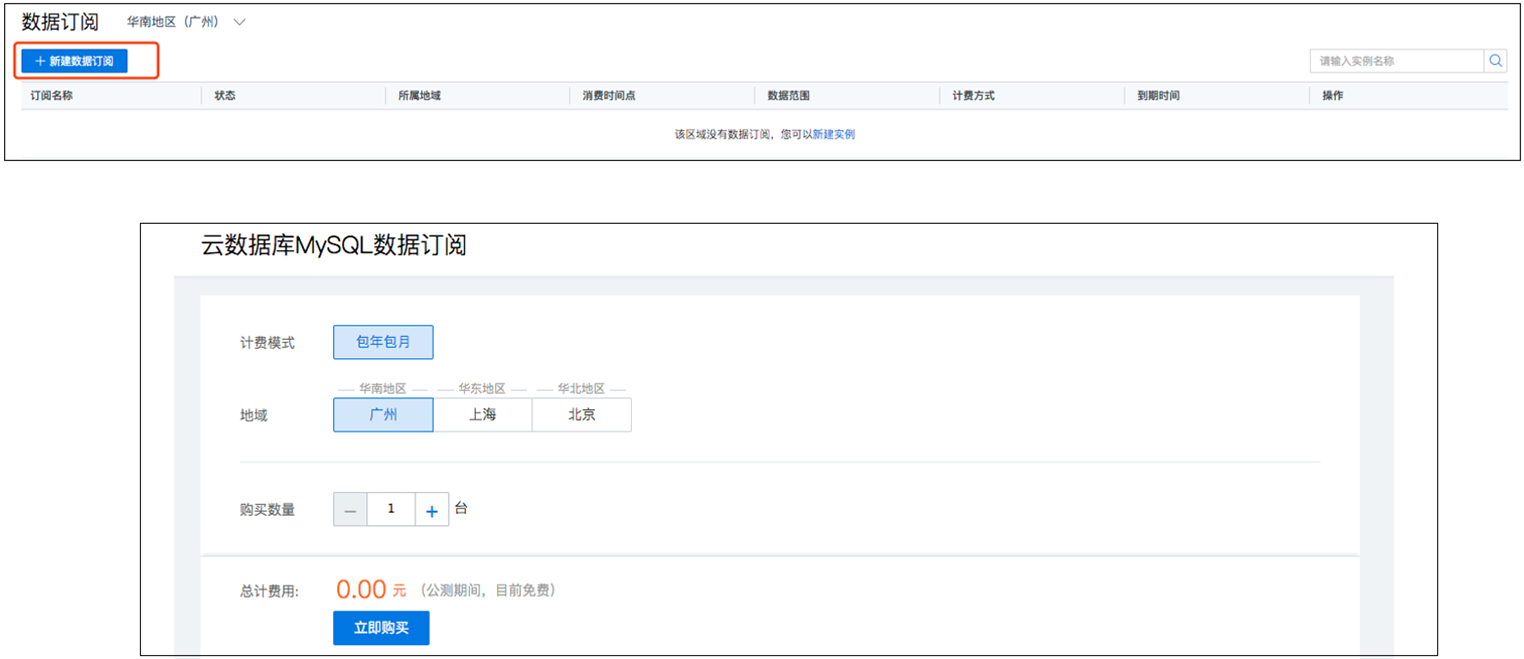 数据订阅 华南地区（广州）
+ 新建数据订阅 请输入实例名称
订阅名称 状态 所属地域 消费时间点 数据范围 计费方式 到期时间 操作
该区域没有数据订阅，您可以新建实例
云数据库MySQL数据订阅
计费模式 包年包月
华南地区 华东地区 华北地区
地域 广州 上海 北京
购买数量 — 1 + 台
总计费用: 0.00 元 （公测期间，目前免费）
立即购买